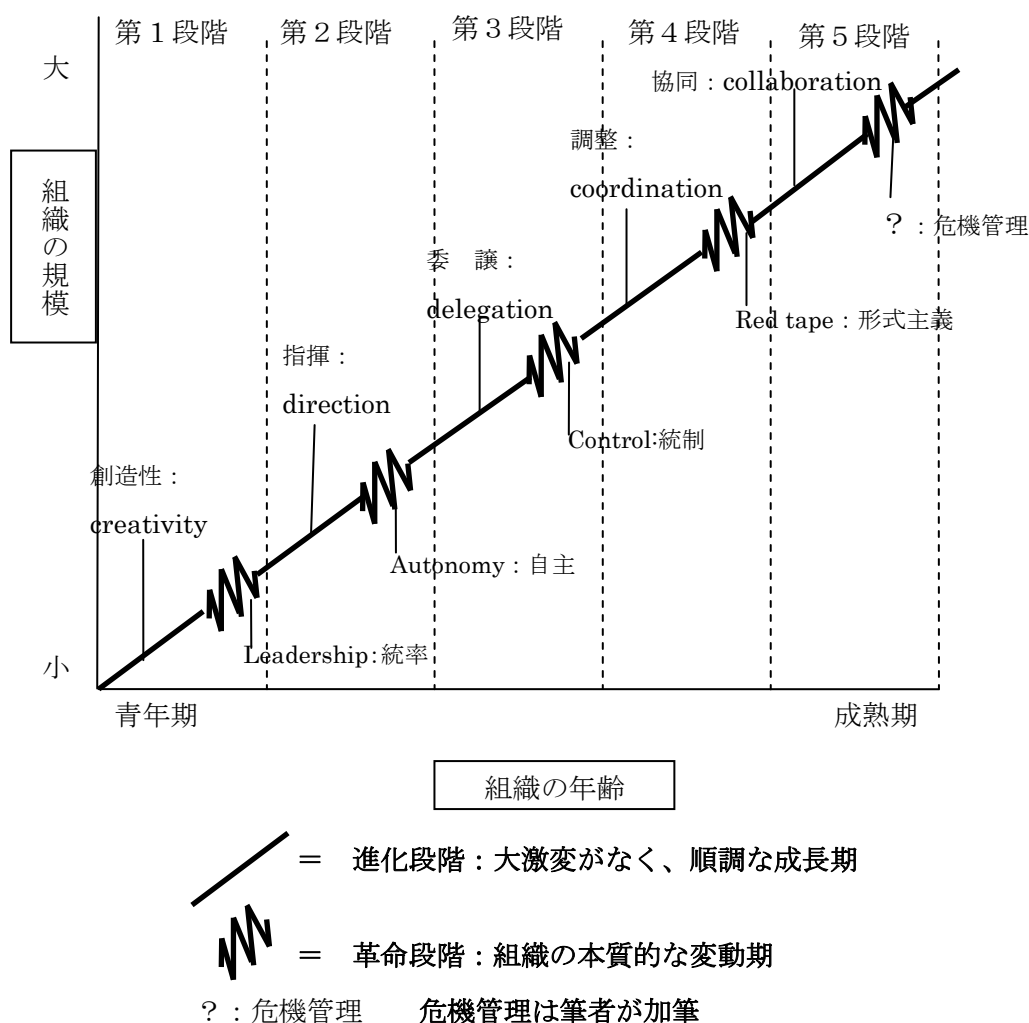 第１段階
第２段階
第３段階
第４段階
第５段階
大
協同：collaboration
調整：
coordination
組織の規模
？：危機管理
委　譲：
delegation
Red tape：形式主義
指揮：
direction
Control:統制
創造性：
creativity
Autonomy：自主
Leadership:統率
小
青年期
成熟期
組織の年齢
＝　進化段階：大激変がなく、順調な成長期
＝　革命段階：組織の本質的な変動期
？：危機管理　危機管理は筆者が加筆